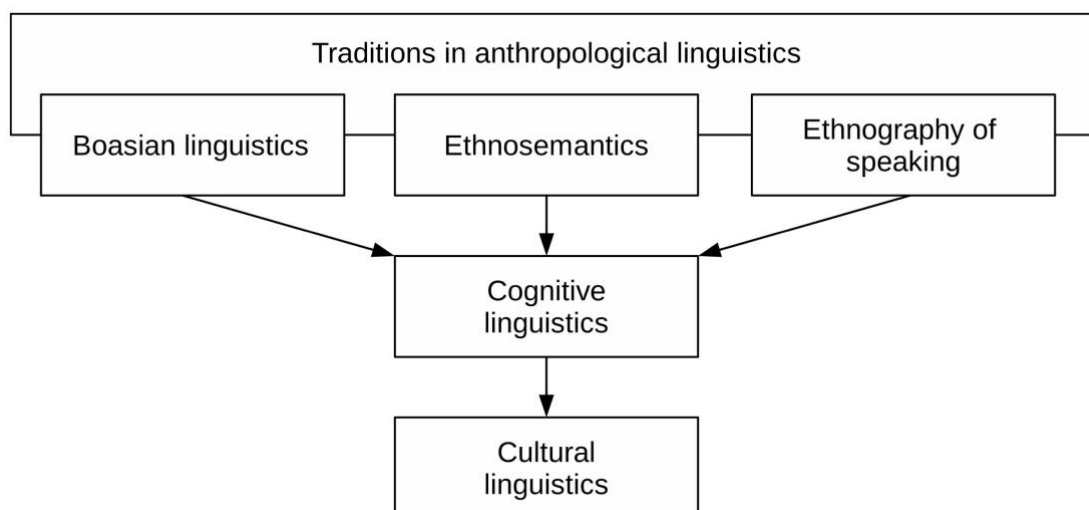 Traditions in anthropological linguistics
Boasian linguistics
Ethnosemantics
Ethnography of
speaking
Cognitive
linguistics
Cultural
linguistics